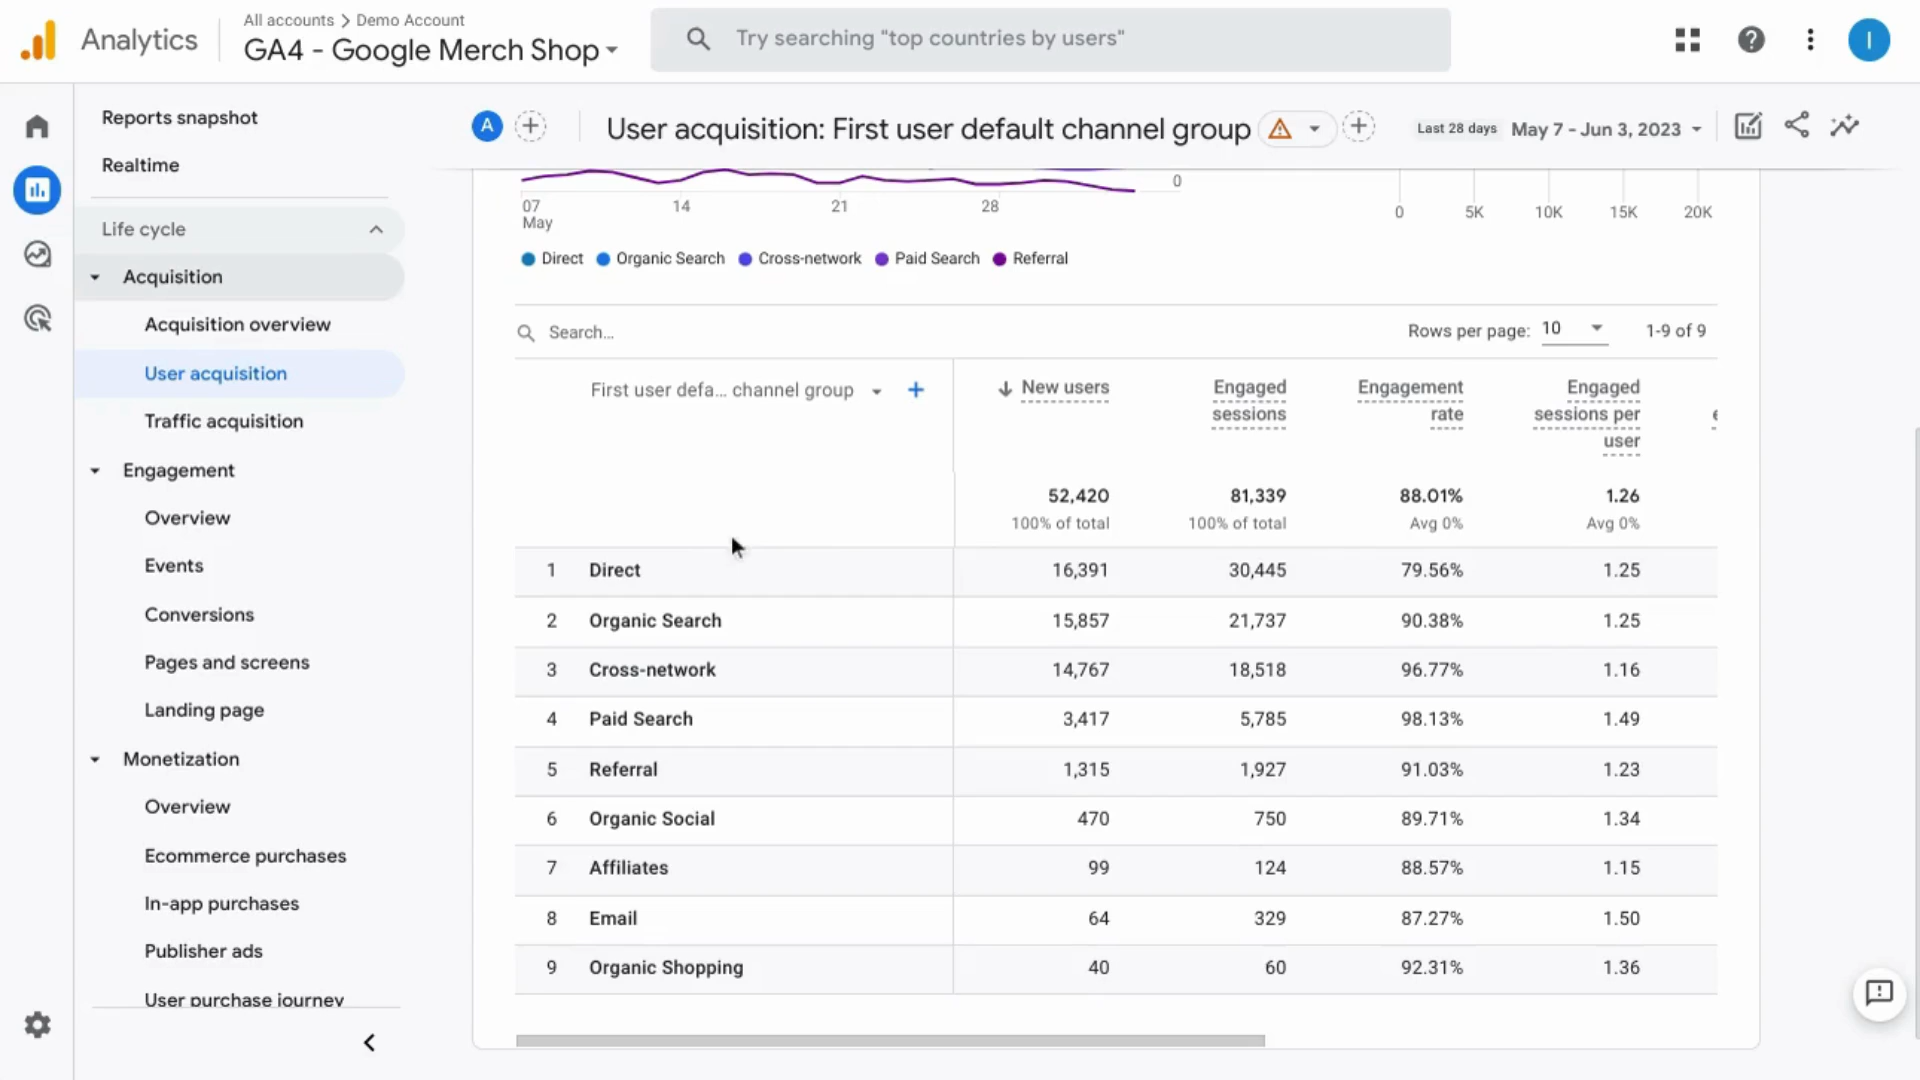 Analytics
All accounts > Demo Account
GA4 - Google Merch Shop
Try searching "top countries by users"
I
Reports snapshot
Realtime
Life cycle
Acquisition
Acquisition overview
User acquisition
Traffic acquisition
Engagement
Overview
Events
Conversions
Pages and screens
Landing page
Monetization
Overview
Ecommerce purchases
In-app purchases
Publisher ads
User purchase journey
A
User acquisition: First user default channel group
Last 28 days May 7 - Jun 3, 2023
0
07 14 21 28
May
0 5K 10K 15K 20K
Direct Organic Search Cross-network Paid Search Referral
Search...
Rows per page: 10 1-9 of 9
First user defa... channel group
New users
Engaged
sessions
Engagement
rate
Engaged
sessions per
user
52,420 81,339 88.01% 1.26
100% of total 100% of total Avg 0% Avg 0%
1 Direct 16,391 30,445 79.56% 1.25
2 Organic Search 15,857 21,737 90.38% 1.25
3 Cross-network 14,767 18,518 96.77% 1.16
4 Paid Search 3,417 5,785 98.13% 1.49
5 Referral 1,315 1,927 91.03% 1.23
6 Organic Social 470 750 89.71% 1.34
7 Affiliates 99 124 88.57% 1.15
8 Email 64 329 87.27% 1.50
9 Organic Shopping 40 60 92.31% 1.36